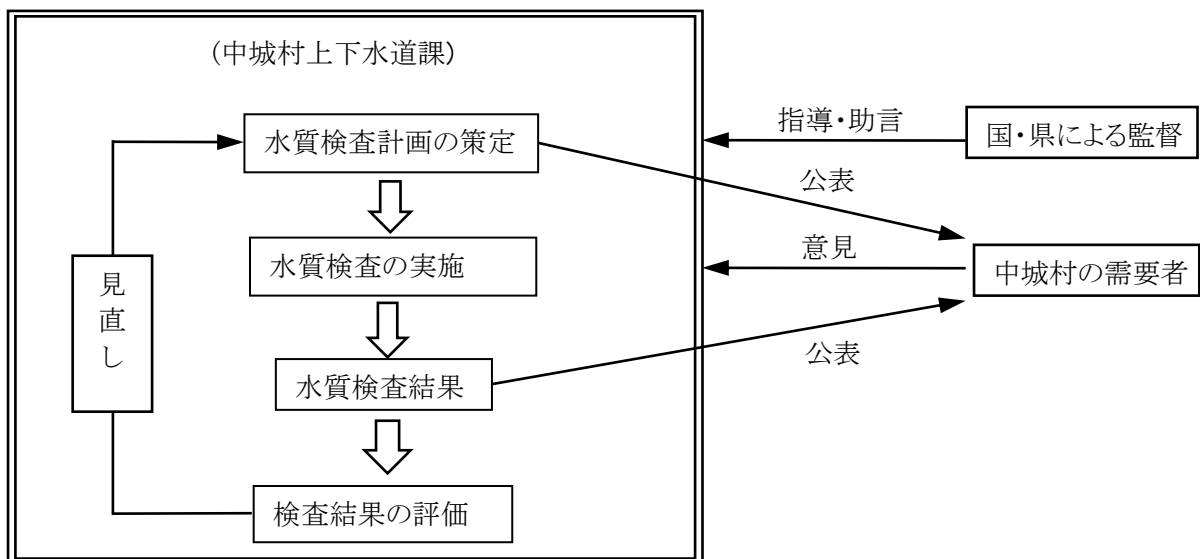 (中城村上下水道課)
水質検査計画の策定
指導・助言
国・県による監督
公表
水質検査の実施
意見
中城村の需要者
見直し
公表
水質検査結果
検査結果の評価